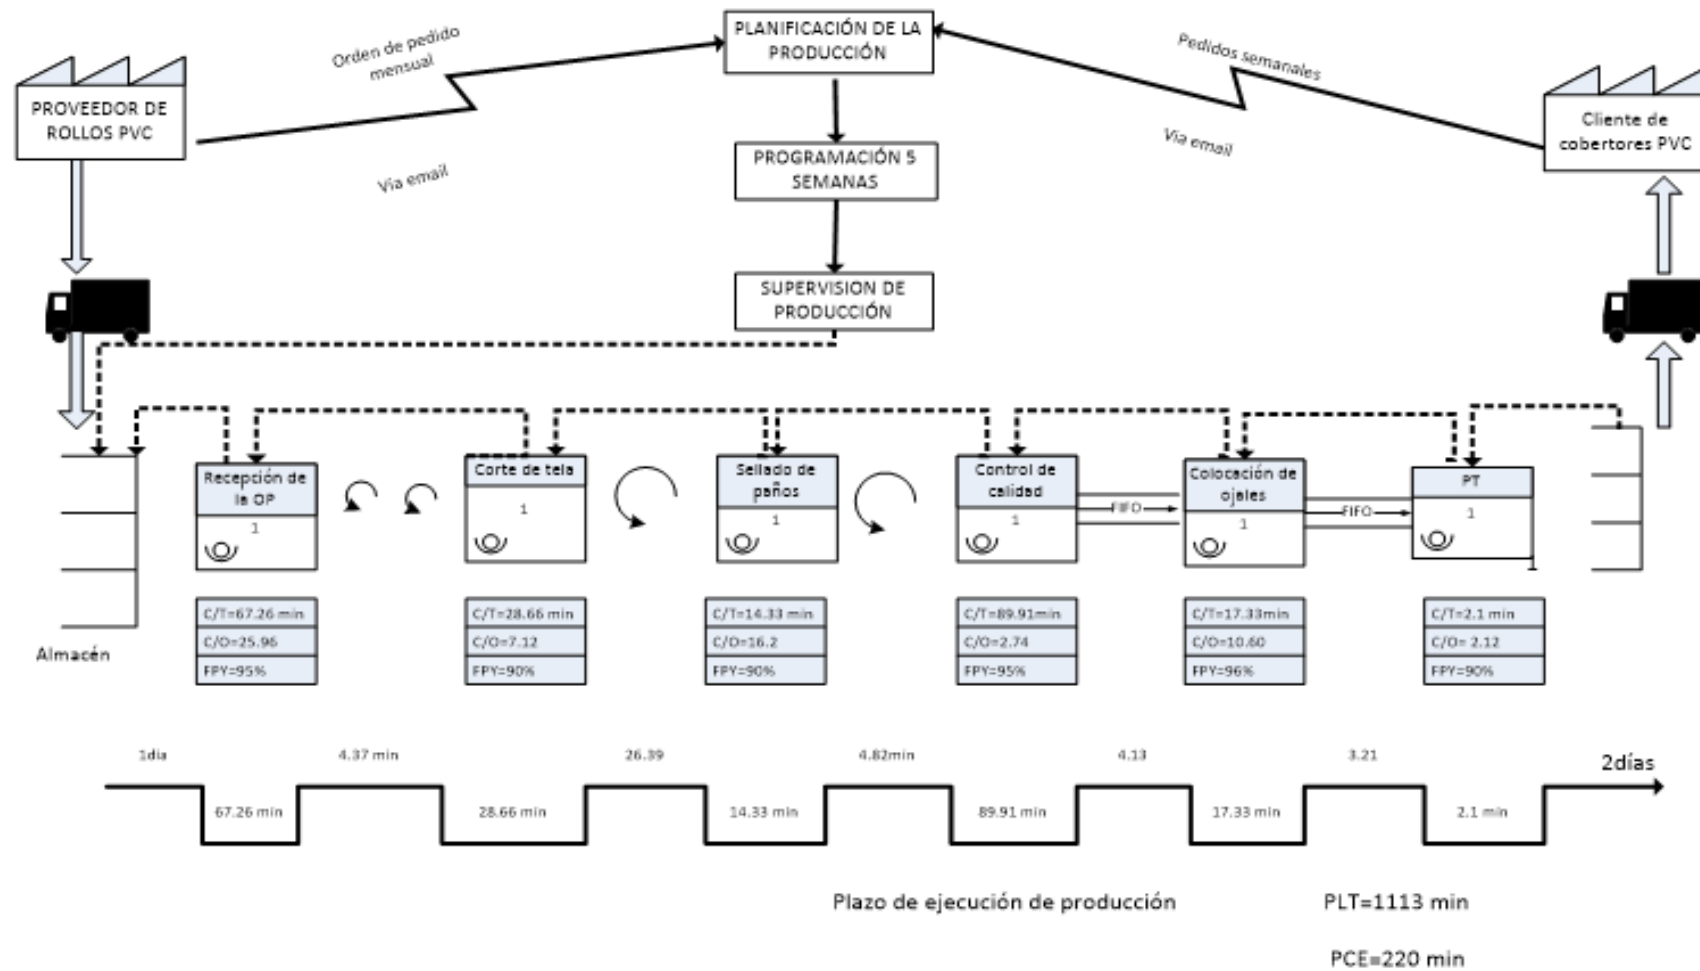 PLANIFICACIÓN DE LA
PRODUCCIÓN
Orden de pedido
mensual
Pedidos semanales
PROVEEDOR DE
ROLLOS PVC
Cliente de
cobertores PVC
Vía email
Via email
PROGRAMACIÓN 5
SEMANAS
SUPERVISION DE
PRODUCCIÓN
Recepción de
la OP
1
Corte de tela
1
Sellado de
paños
1
Control de
calidad
1
FIFO
Colocación de
ojales
1
FIFO
PT
1
1
Almacén
C/T=67.26 min
C/O=25.96
FPY=95%
C/T=28.66 min
C/O=7.12
FPY=90%
C/T=14.33 min
C/O=16.2
FPY=90%
C/T=89.91min
C/O=2.74
FPY=95%
C/T=17.33min
C/O=10.60
FPY=96%
C/T=2.1 min
C/O= 2.12
FPY=90%
1dia
4.37 min
26.39
4.82min
4.13
3.21
2días
67.26 min
28.66 min
14.33 min
89.91 min
17.33 min
2.1 min
Plazo de ejecución de producción
PLT=1113 min
PCE=220 min